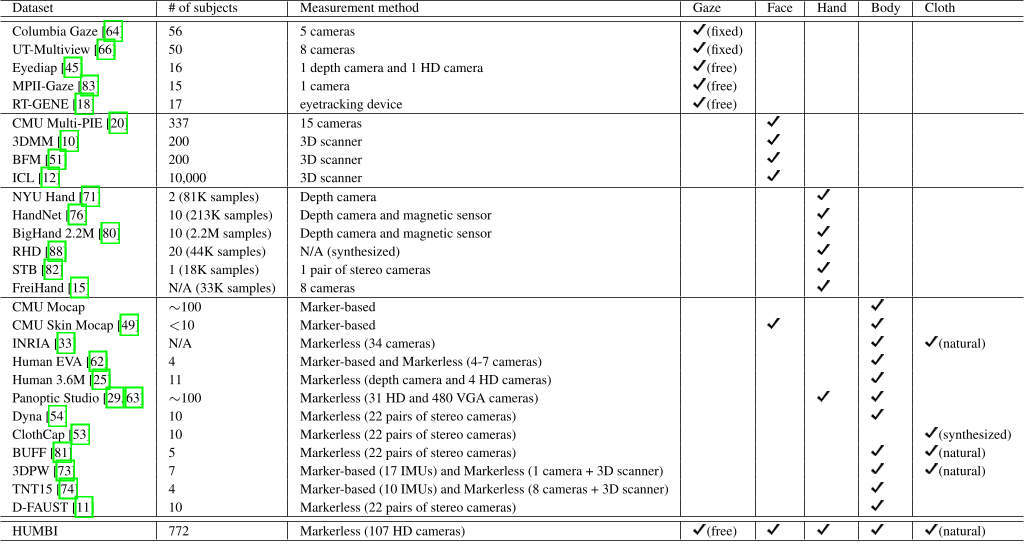 Dataset # of subjects Measurement method Gaze Face Hand Body Cloth
Columbia Gaze [64] 56 5 cameras ✓(fixed)
UT-Multiview [66] 50 8 cameras ✓(fixed)
Eyediap [45] 16 1 depth camera and 1 HD camera ✓(free)
MPII-Gaze [83] 15 1 camera ✓(free)
RT-GENE [18] 17 eyetracking device ✓(free)
CMU Multi-PIE [20] 337 15 cameras ✓
3DMM [10] 200 3D scanner ✓
BFM [51] 200 3D scanner ✓
ICL [12] 10,000 3D scanner ✓
NYU Hand [71] 2 (81K samples) Depth camera ✓
HandNet [76] 10 (213K samples) Depth camera and magnetic sensor ✓
BigHand 2.2M [80] 10 (2.2M samples) Depth camera and magnetic sensor ✓
RHD [88] 20 (44K samples) N/A (synthesized) ✓
STB [82] 1 (18K samples) 1 pair of stereo cameras ✓
FreiHand [15] N/A (33K samples) 8 cameras ✓
CMU Mocap ∼100 Marker-based ✓
CMU Skin Mocap [49] <10 Marker-based ✓ ✓
INRIA [33] N/A Markerless (34 cameras) ✓ ✓(natural)
Human EVA [62] 4 Marker-based and Markerless (4-7 cameras) ✓
Human 3.6M [25] 11 Markerless (depth camera and 4 HD cameras) ✓
Panoptic Studio [29, 63] ∼100 Markerless (31 HD and 480 VGA cameras) ✓ ✓
Dyna [54] 10 Markerless (22 pairs of stereo cameras) ✓
ClothCap [53] 10 Markerless (22 pairs of stereo cameras) ✓(synthesized)
BUFF [81] 5 Markerless (22 pairs of stereo cameras) ✓ ✓(natural)
3DPW [73] 7 Marker-based (17 IMUs) and Markerless (1 camera + 3D scanner) ✓ ✓(natural)
TNT15 [74] 4 Marker-based (10 IMUs) and Markerless (8 cameras + 3D scanner) ✓
D-FAUST [11] 10 Markerless (22 pairs of stereo cameras) ✓
HUMBI 772 Markerless (107 HD cameras) ✓(free) ✓ ✓ ✓ ✓(natural)